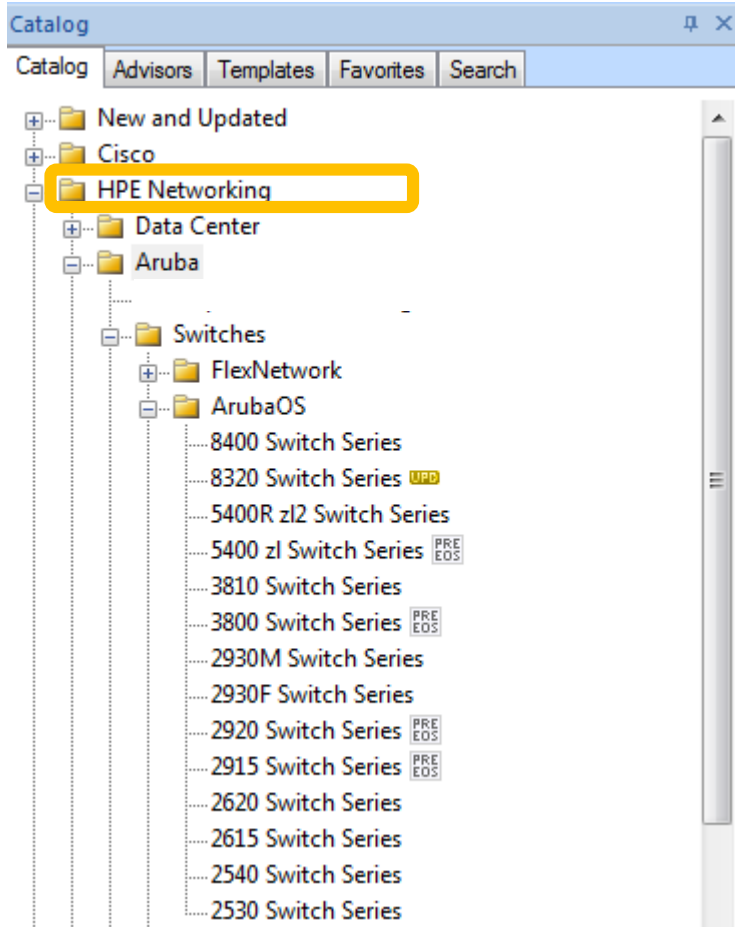 Catalog
Catalog Advisors Templates Favorites Search
New and Updated
Cisco
HPE Networking
Data Center
Aruba
Switches
FlexNetwork
ArubaOS
8400 Switch Series
8320 Switch Series UPD
5400R zl2 Switch Series
5400 zl Switch Series PRE EOS
3810 Switch Series
3800 Switch Series PRE EOS
2930M Switch Series
2930F Switch Series
2920 Switch Series PRE EOS
2915 Switch Series PRE EOS
2620 Switch Series
2615 Switch Series
2540 Switch Series
2530 Switch Series